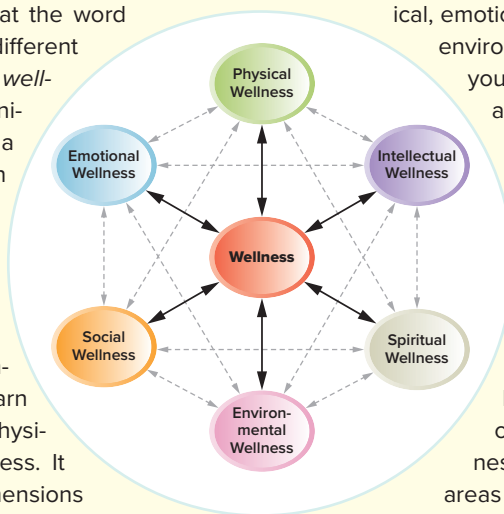 at the word
different
well-
ni-
a
n
n-
arn
hysi-
ess. It
mensions
Physical
Wellness
Emotional
Wellness
Intellectual
Wellness
Wellness
Social
Wellness
Spiritual
Wellness
Environ-
mental
Wellness
ical, emotio
enviro
you
a
c
nes
areas